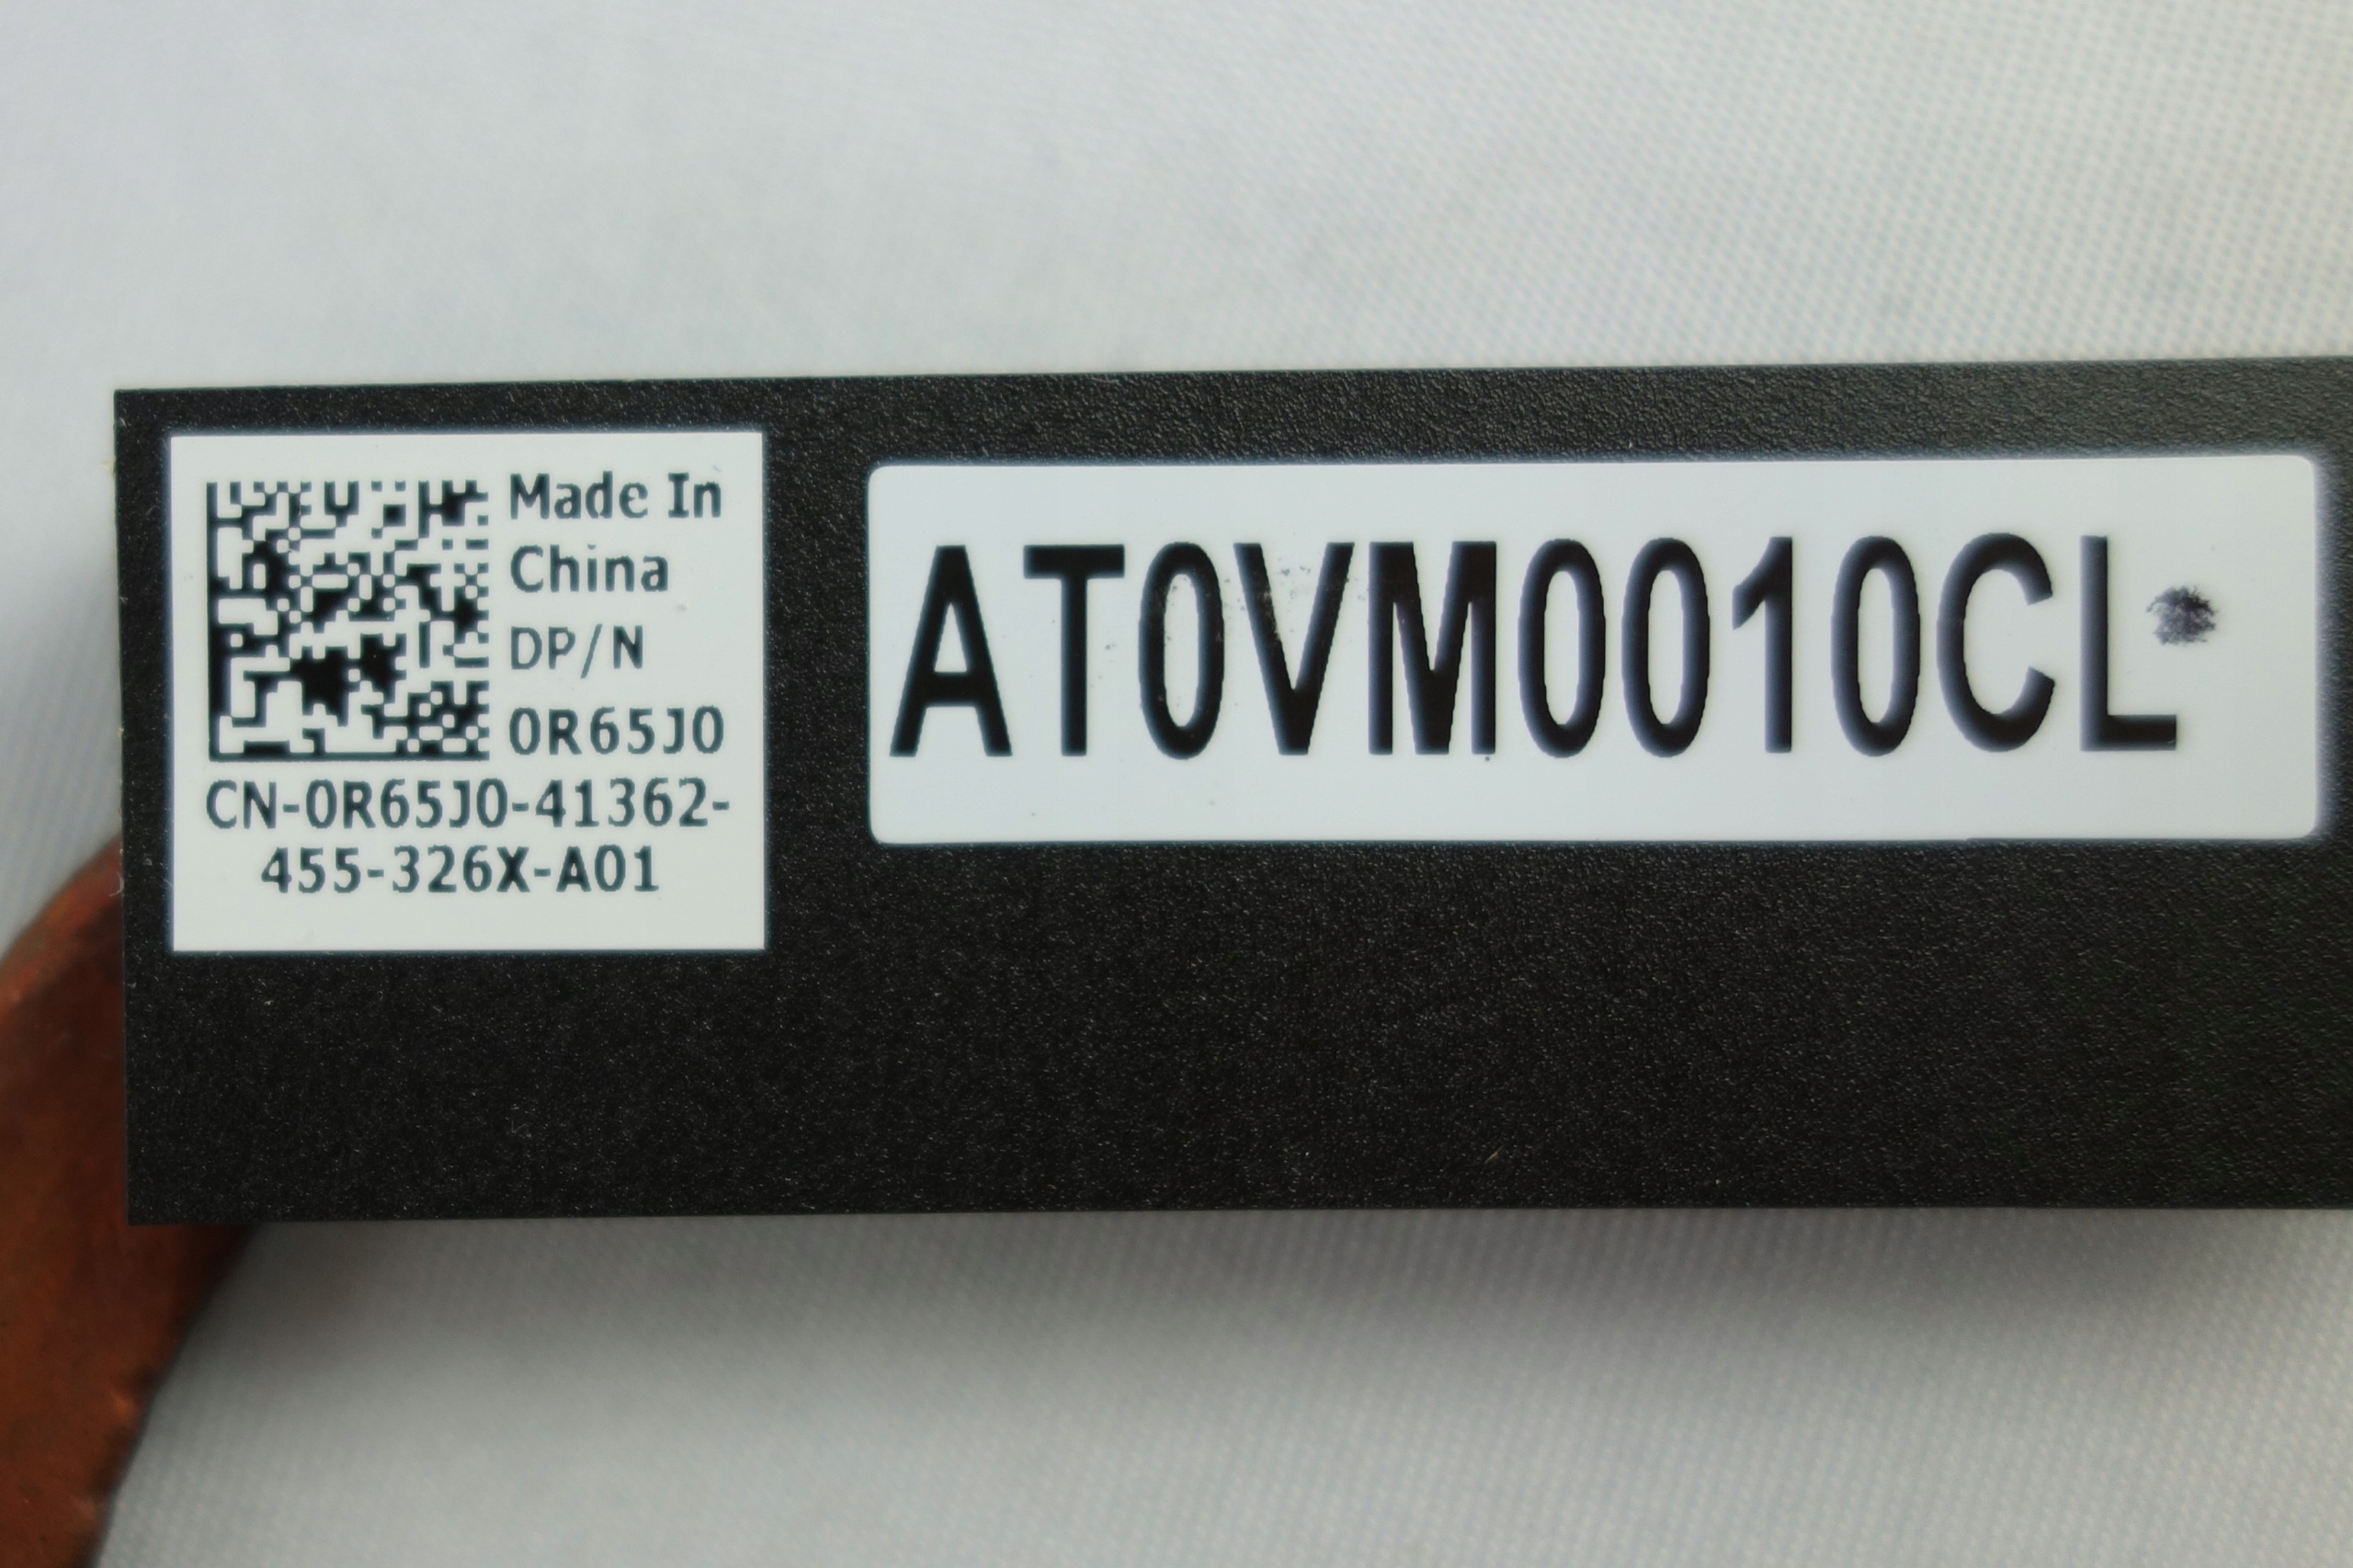 Made In
China
DP/N
0R65J0
CN-0R65J0-41362-
455-326X-A01
AT0VM0010CL